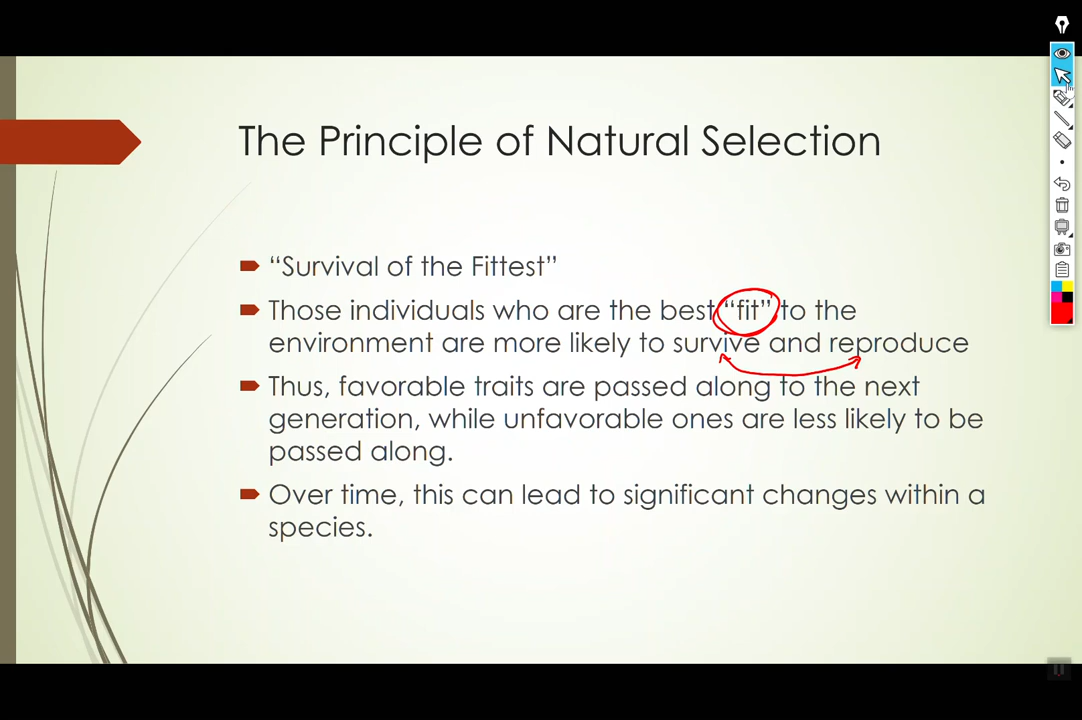 The Principle of Natural Selection
“Survival of the Fittest”
Those individuals who are the best “fit” to the
environment are more likely to survive and reproduce
Thus, favorable traits are passed along to the next
generation, while unfavorable ones are less likely to be
passed along.
Over time, this can lead to significant changes within a
species.